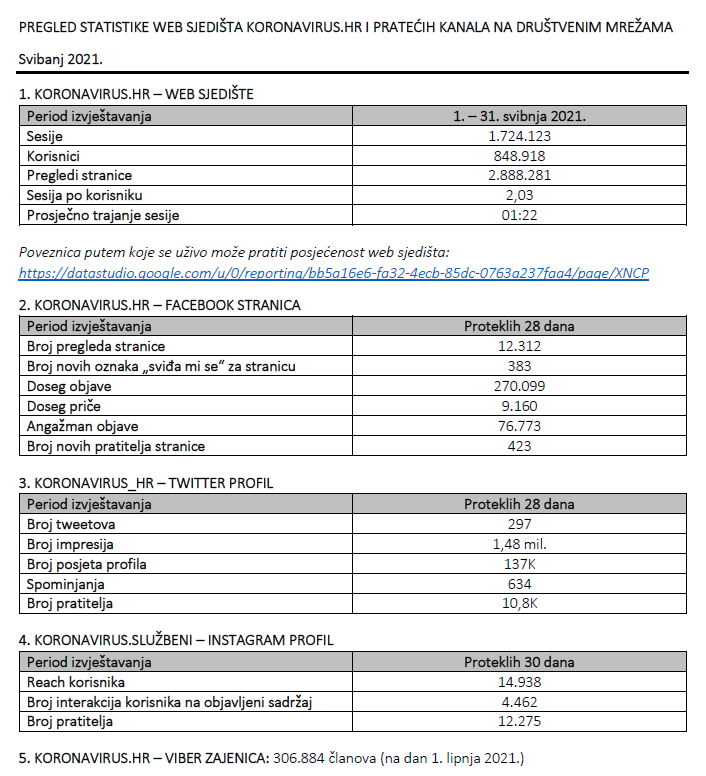 PREGLED STATISTIKE WEB SJEDIŠTA KORONAVIRUS.HR I PRATEĆIH KANALA NA DRUŠTVENIM MREŽAMA
Svibanj 2021.
1. KORONAVIRUS.HR – WEB SJEDIŠTE
Period izvještavanja 1. – 31. svibnja 2021.
Sesije 1.724.123
Korisnici 848.918
Pregledi stranice 2.888.281
Sesija po korisniku 2,03
Prosječno trajanje sesije 01:22
Poveznica putem koje se uživo može pratiti posjećenost web sjedišta:
https://datastudio.google.com/u/0/reporting/bb5a16e6-fa32-4ecb-85dc-0763a237faa4/page/XNCP
2. KORONAVIRUS.HR – FACEBOOK STRANICA
Period izvještavanja Proteklih 28 dana
Broj pregleda stranice 12.312
Broj novih oznaka „sviđa mi se“ za stranicu 383
Doseg objave 270.099
Doseg priče 9.160
Angažman objave 76.773
Broj novih pratitelja stranice 423
3. KORONAVIRUS_HR – TWITTER PROFIL
Period izvještavanja Proteklih 28 dana
Broj tweetova 297
Broj impresija 1,48 mil.
Broj posjeta profila 137K
Spominjanja 634
Broj pratitelja 10,8K
4. KORONAVIRUS.SLUŽBENI – INSTAGRAM PROFIL
Period izvještavanja Proteklih 30 dana
Reach korisnika 14.938
Broj interakcija korisnika na objavljeni sadržaj 4.462
Broj pratitelja 12.275
5. KORONAVIRUS.HR – VIBER ZAJENICA: 306.884 članova (na dan 1. lipnja 2021.)